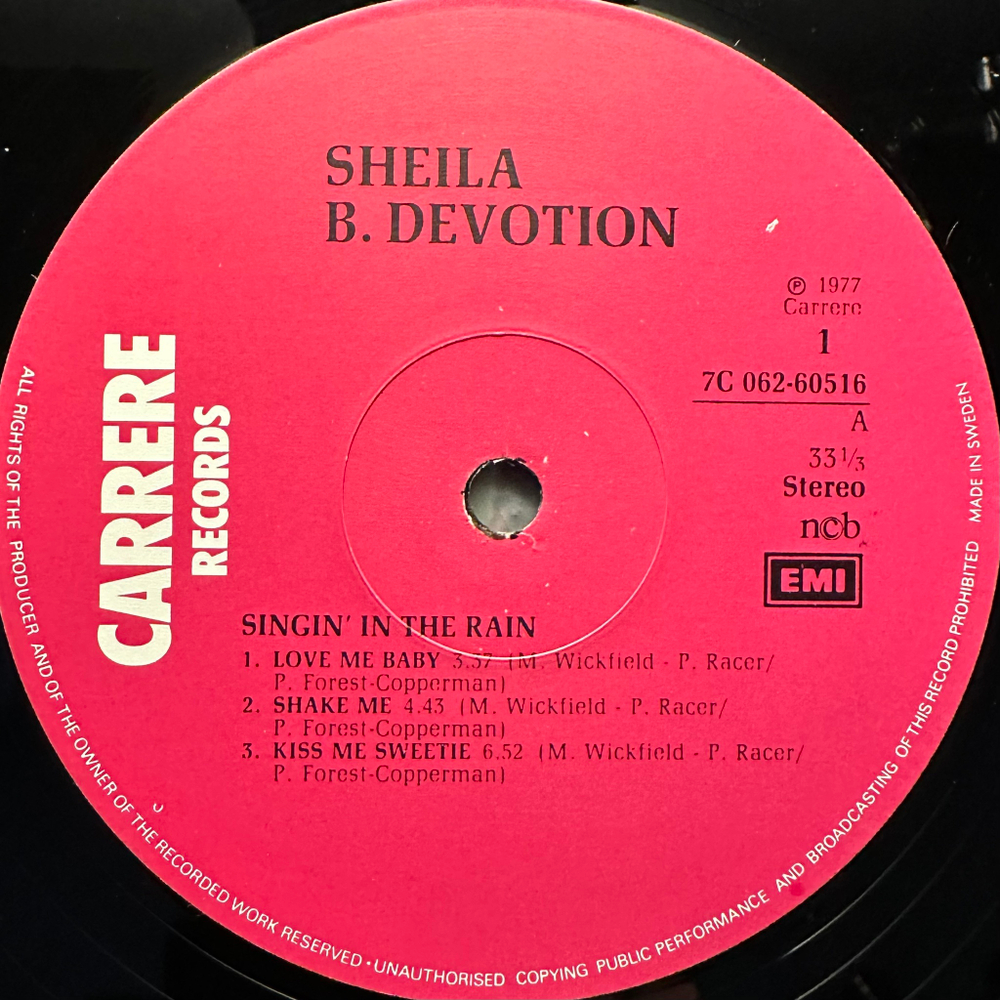 SHEILA
B. DEVOTION
℗ 1977
Carrere
1
7C 062-60516
A
33 1/3
Stereo
ncb
EMI
CARRERE
RECORDS
SINGIN' IN THE RAIN
1. LOVE ME BABY 3.37 (M. Wickfield - P. Racer/
P. Forest-Copperman)
2. SHAKE ME 4.43 (M. Wickfield - P. Racer/
P. Forest-Copperman)
3. KISS ME SWEETIE 6.52 (M. Wickfield - P. Racer/
P. Forest-Copperman)
ALL RIGHTS OF THE PRODUCER AND OF THE OWNER OF THE RECORDED WORK RESERVED • UNAUTHORISED COPYING PUBLIC PERFORMANCE AND BROADCASTING OF THIS RECORD PROHIBITED MADE IN SWEDEN